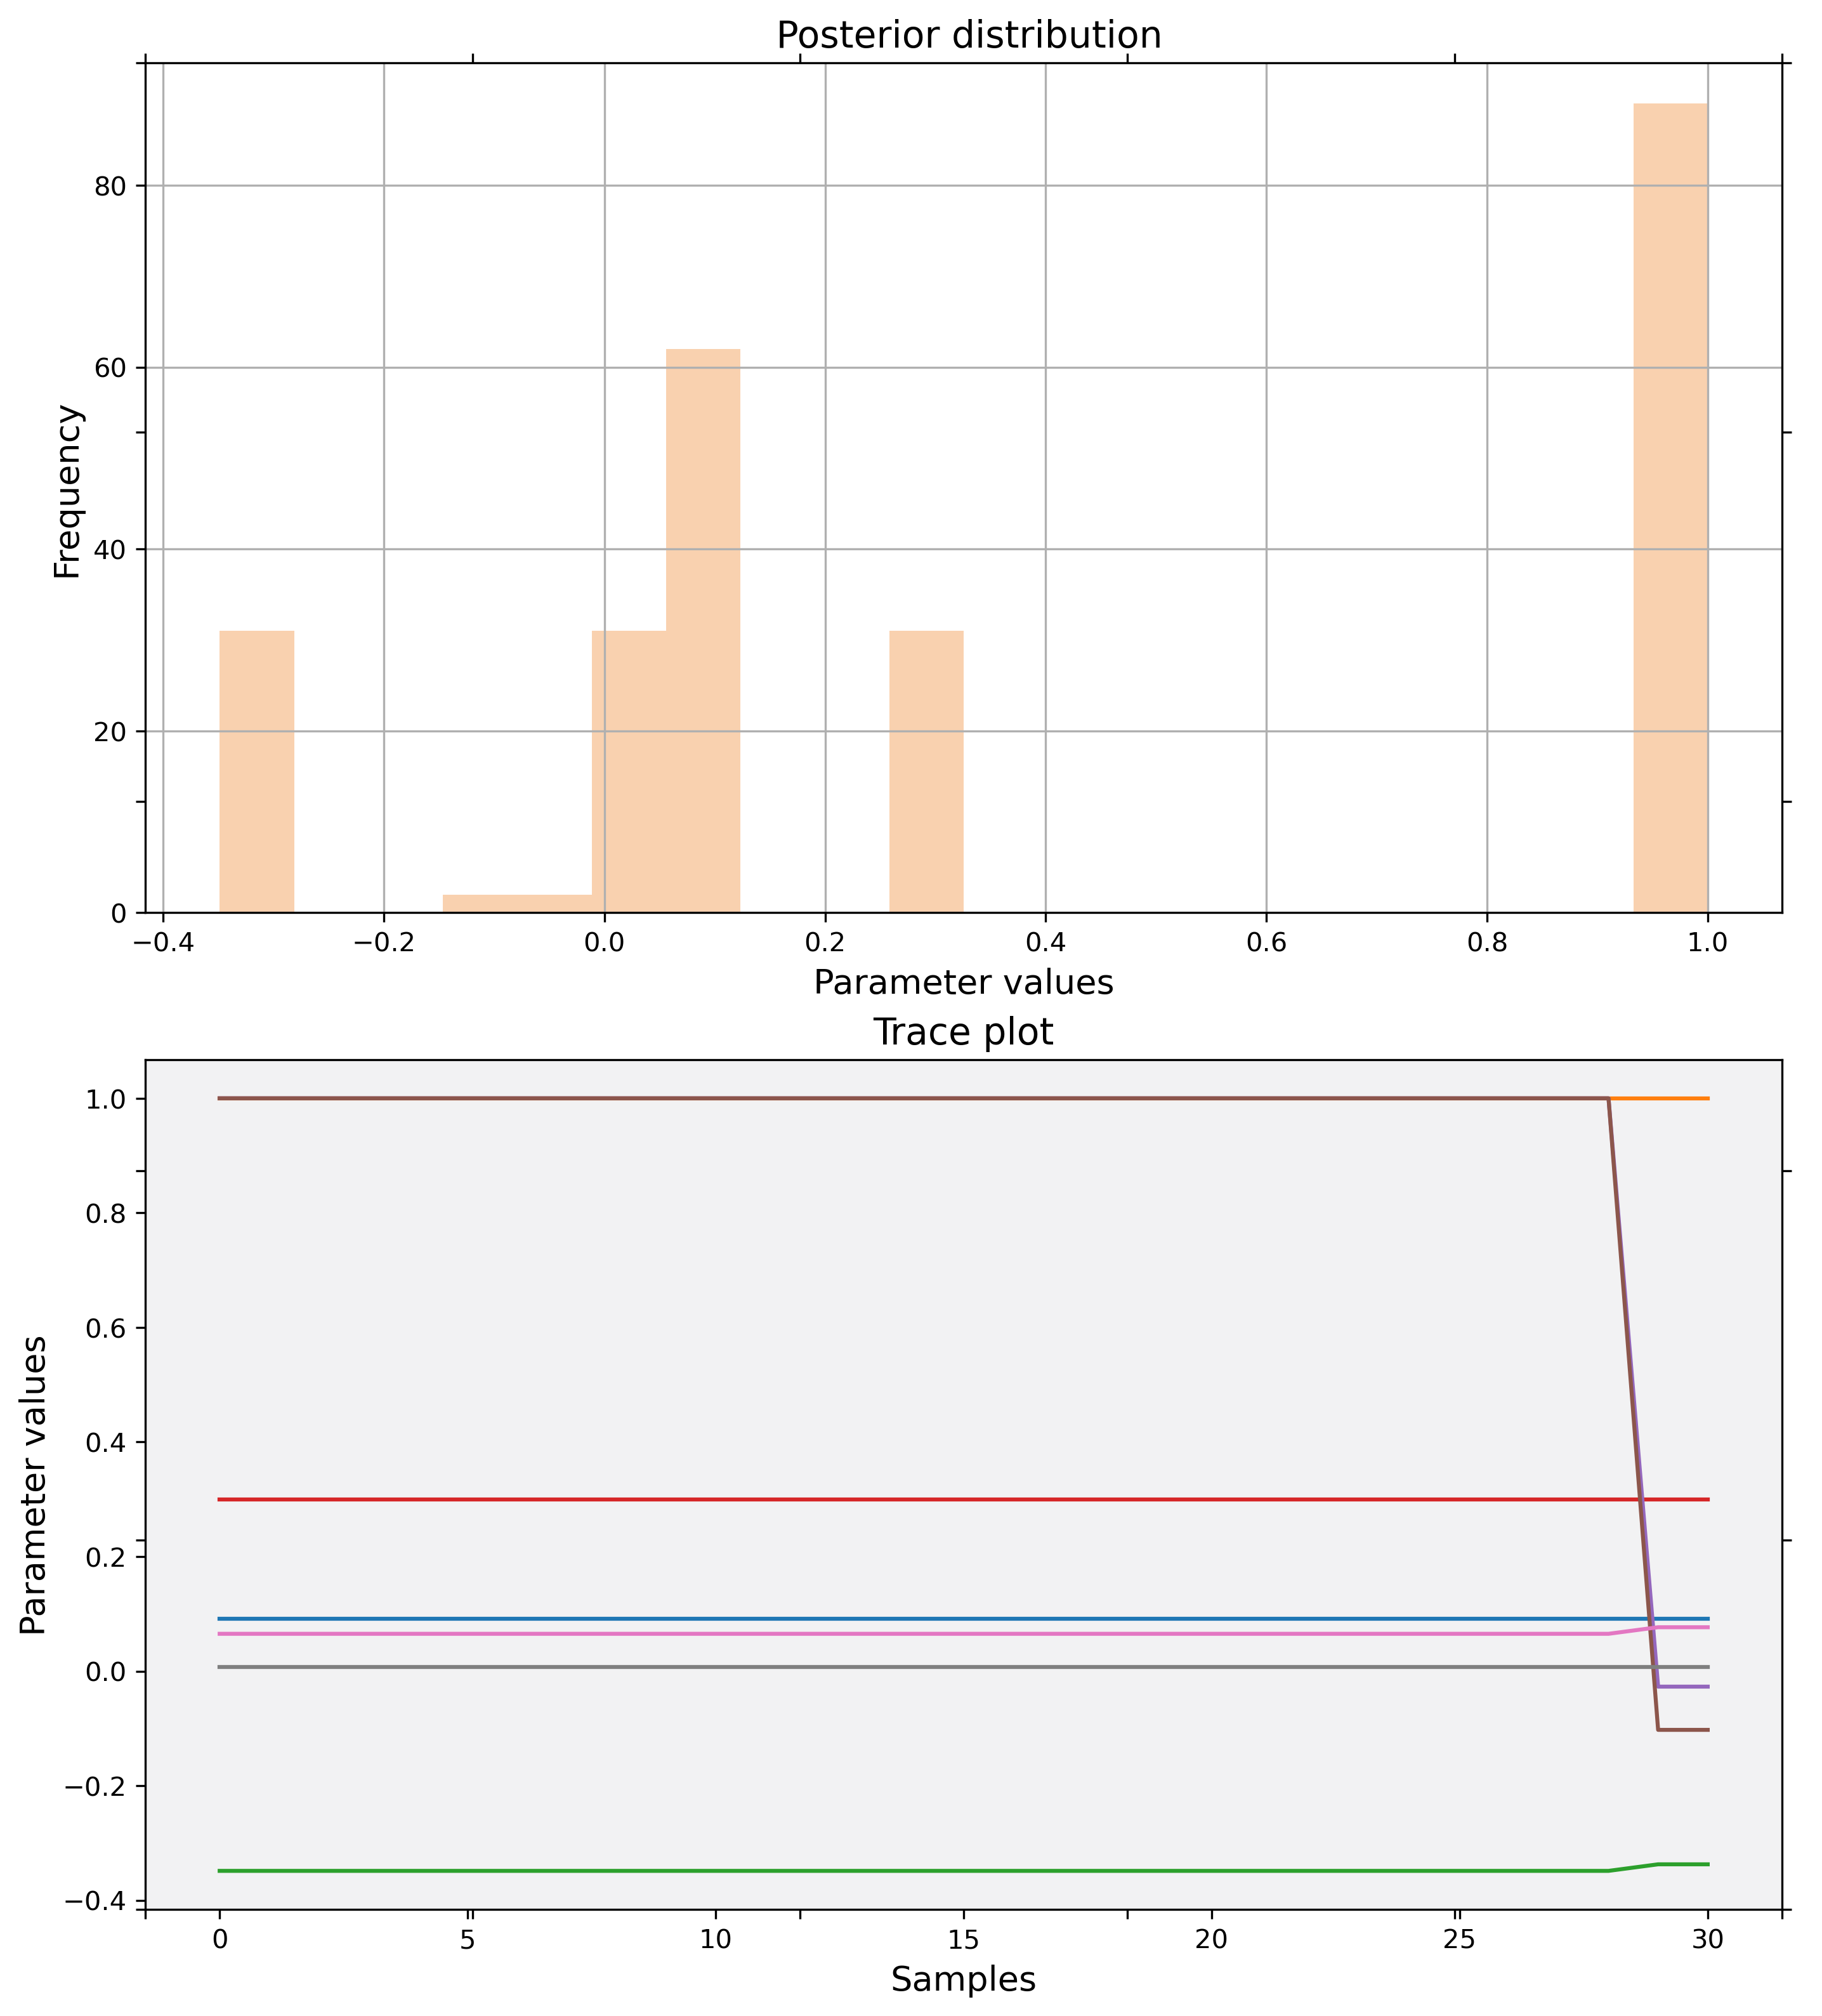 Posterior distribution
80
60
40
20
0
Frequency
−0.4 −0.2 0.0 0.2 0.4 0.6 0.8 1.0
Parameter values
Trace plot
1.0
0.8
0.6
0.4
0.2
0.0
−0.2
−0.4
Parameter values
0 5 10 15 20 25 30
Samples